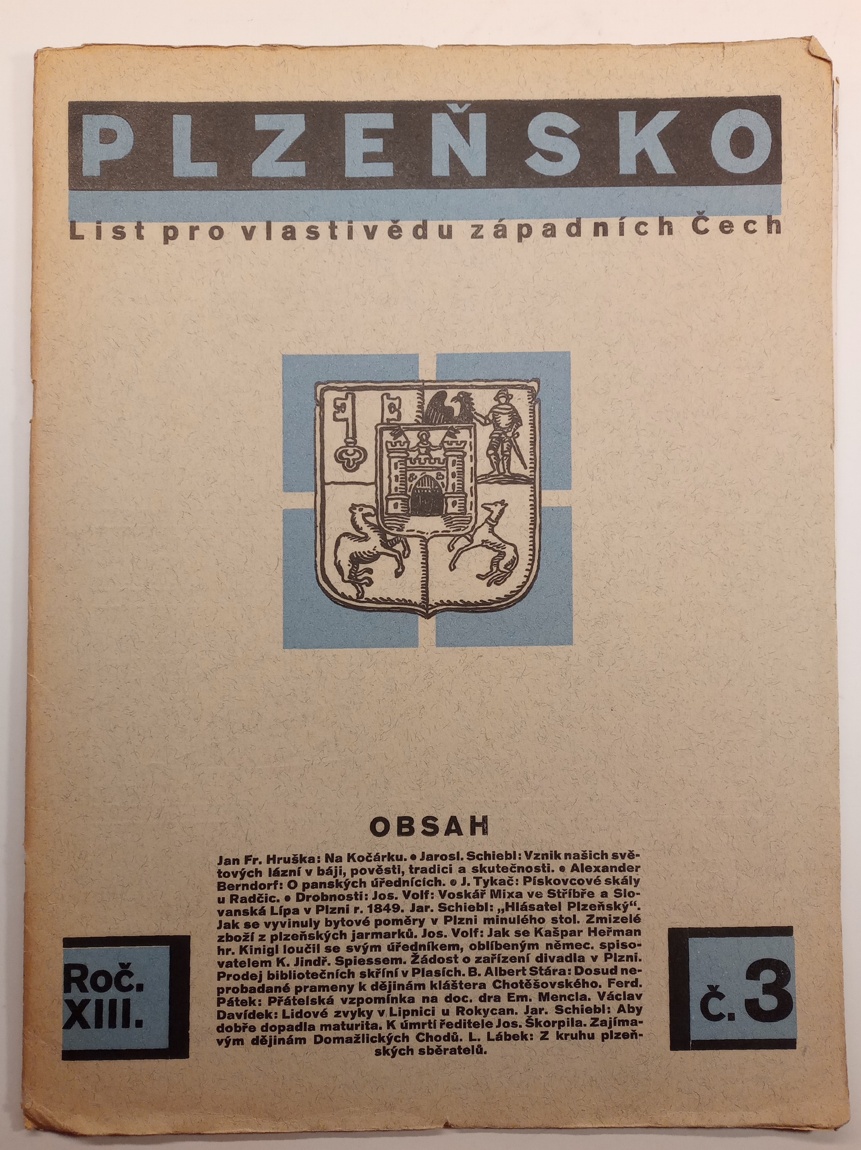 PLZEŇSKO
List pro vlastivědu západních Čech
OBSAH
Jan Fr. Hruška: Na Kočárku. ● Jarosl. Schiebl: Vznik našich svě-
tových lázní v báji, pověsti, tradici a skutečnosti. ● Alexander
Berndorf: O panských úřednících. ● J. Tykač: Pískovcové skály
u Radčic. ● Drobnosti: Jos. Volf: Voskář Mixa ve Stříbře a Slo-
vanská Lípa v Plzni r. 1849. Jar. Schiebl: „Hlásatel Plzeňský“.
Jak se vyvinuly bytové poměry v Plzni minulého stol. Zmizelé
zboží z plzeňských jarmarků. Jos. Volf: Jak se Kašpar Heřman
hr. Kinigl loučil se svým úředníkem, oblíbeným němec. spiso-
vatelem K. Jindř. Spiessem. Žádost o zařízení divadla v Plzni.
Prodej bibliotečních skříní v Plasích. B. Albert Stára: Dosud ne-
probadané prameny k dějinám kláštera Chotěšovského. Ferd.
Pátek: Přátelská vzpomínka na doc. dra Em. Mencla. Václav
Davídek: Lidové zvyky v Lipnici u Rokycan. Jar. Schiebl: Aby
dobře dopadla maturita. K úmrtí ředitele Jos. Škorpila. Zajíma-
vým dějinám Domažlických Chodů. L. Lábek: Z kruhu plzeň-
ských sběratelů.
Roč.
XIII.
č. 3